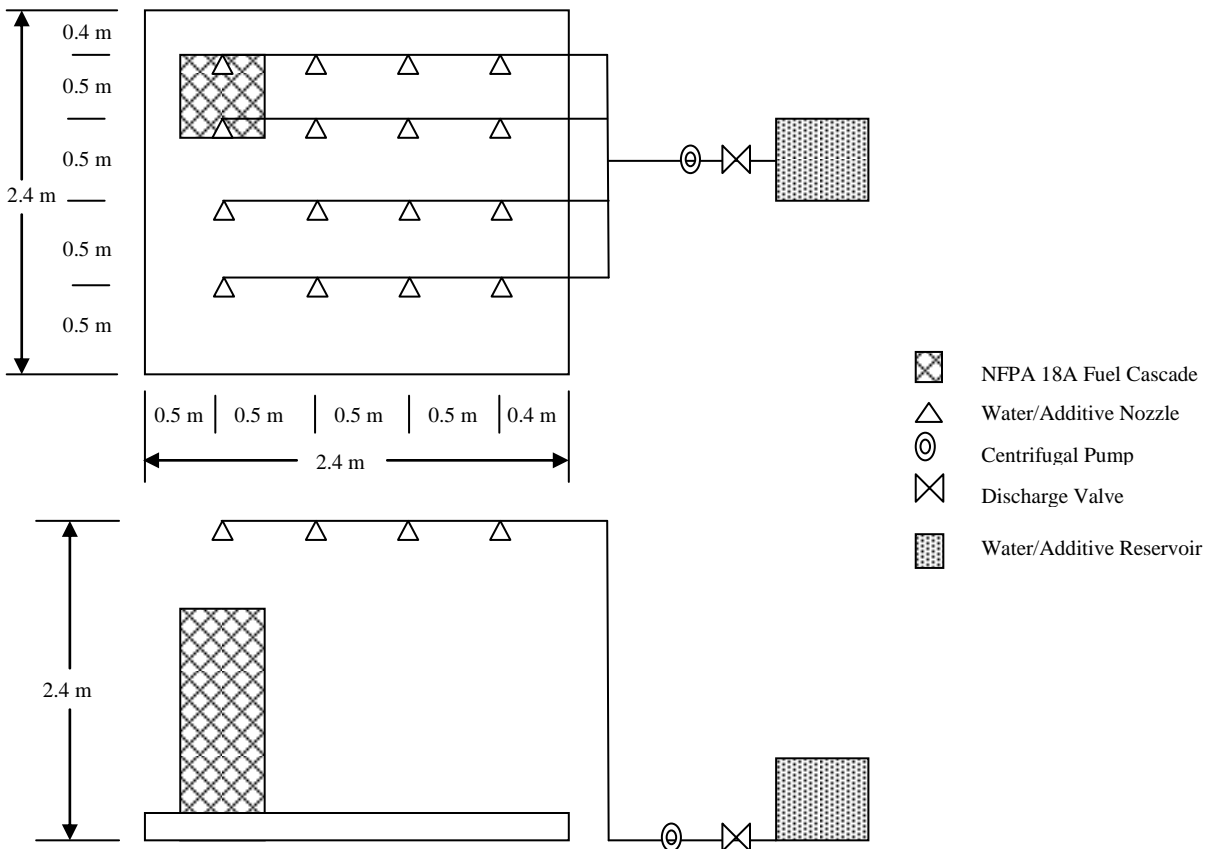 0.4 m
0.5 m
0.5 m
2.4 m
0.5 m
0.5 m
0.5 m
0.5 m
0.5 m
0.5 m
0.4 m
2.4 m
NFPA 18A Fuel Cascade
Water/Additive Nozzle
Centrifugal Pump
Discharge Valve
Water/Additive Reservoir
2.4 m